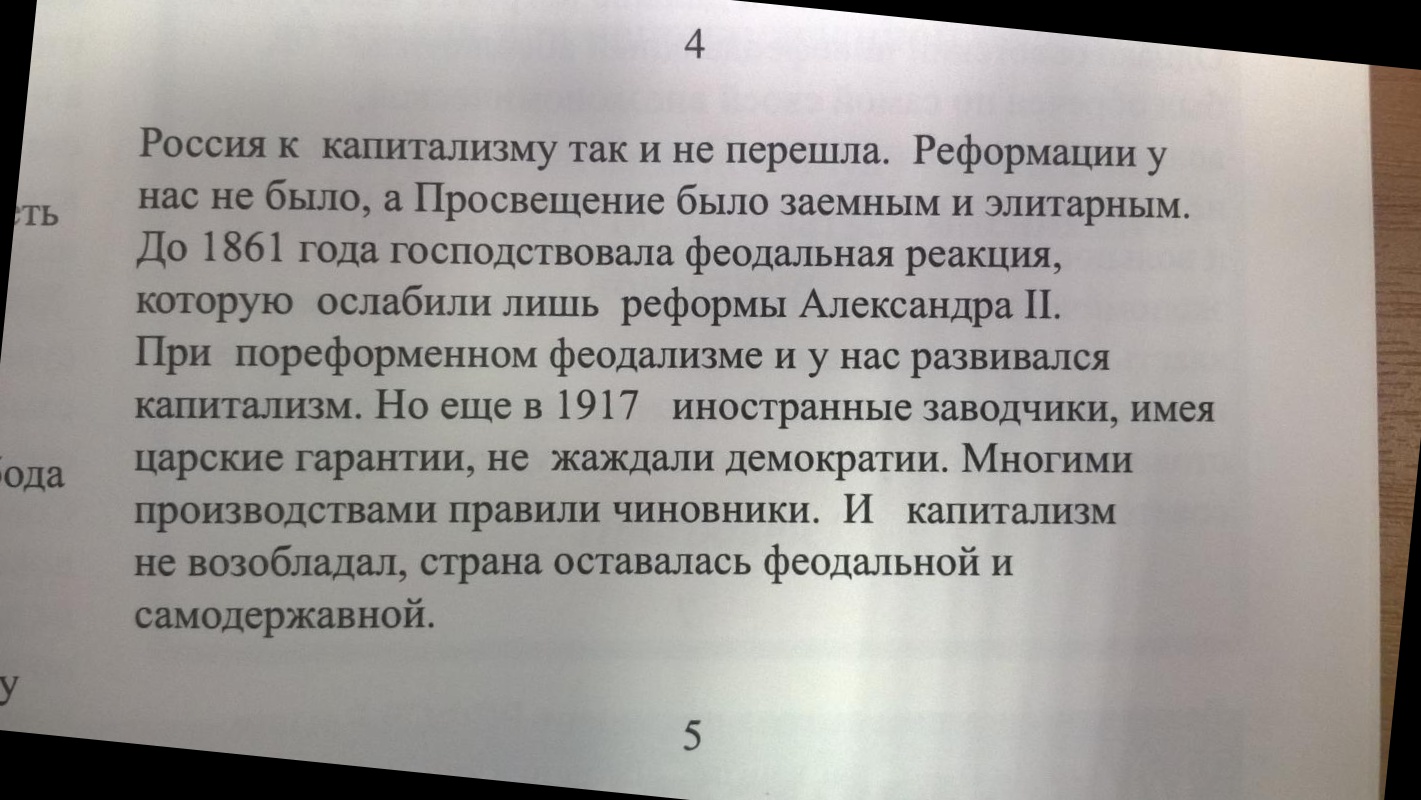 4
Россия к капитализму так и не перешла. Реформации у
нас не было, а Просвещение было заемным и элитарным.
До 1861 года господствовала феодальная реакция,
которую ослабили лишь реформы Александра II.
При пореформенном феодализме и у нас развивался
капитализм. Но еще в 1917 иностранные заводчики, имея
царские гарантии, не жаждали демократии. Многими
производствами правили чиновники. И капитализм
не возобладал, страна оставалась феодальной и
самодержавной.
5